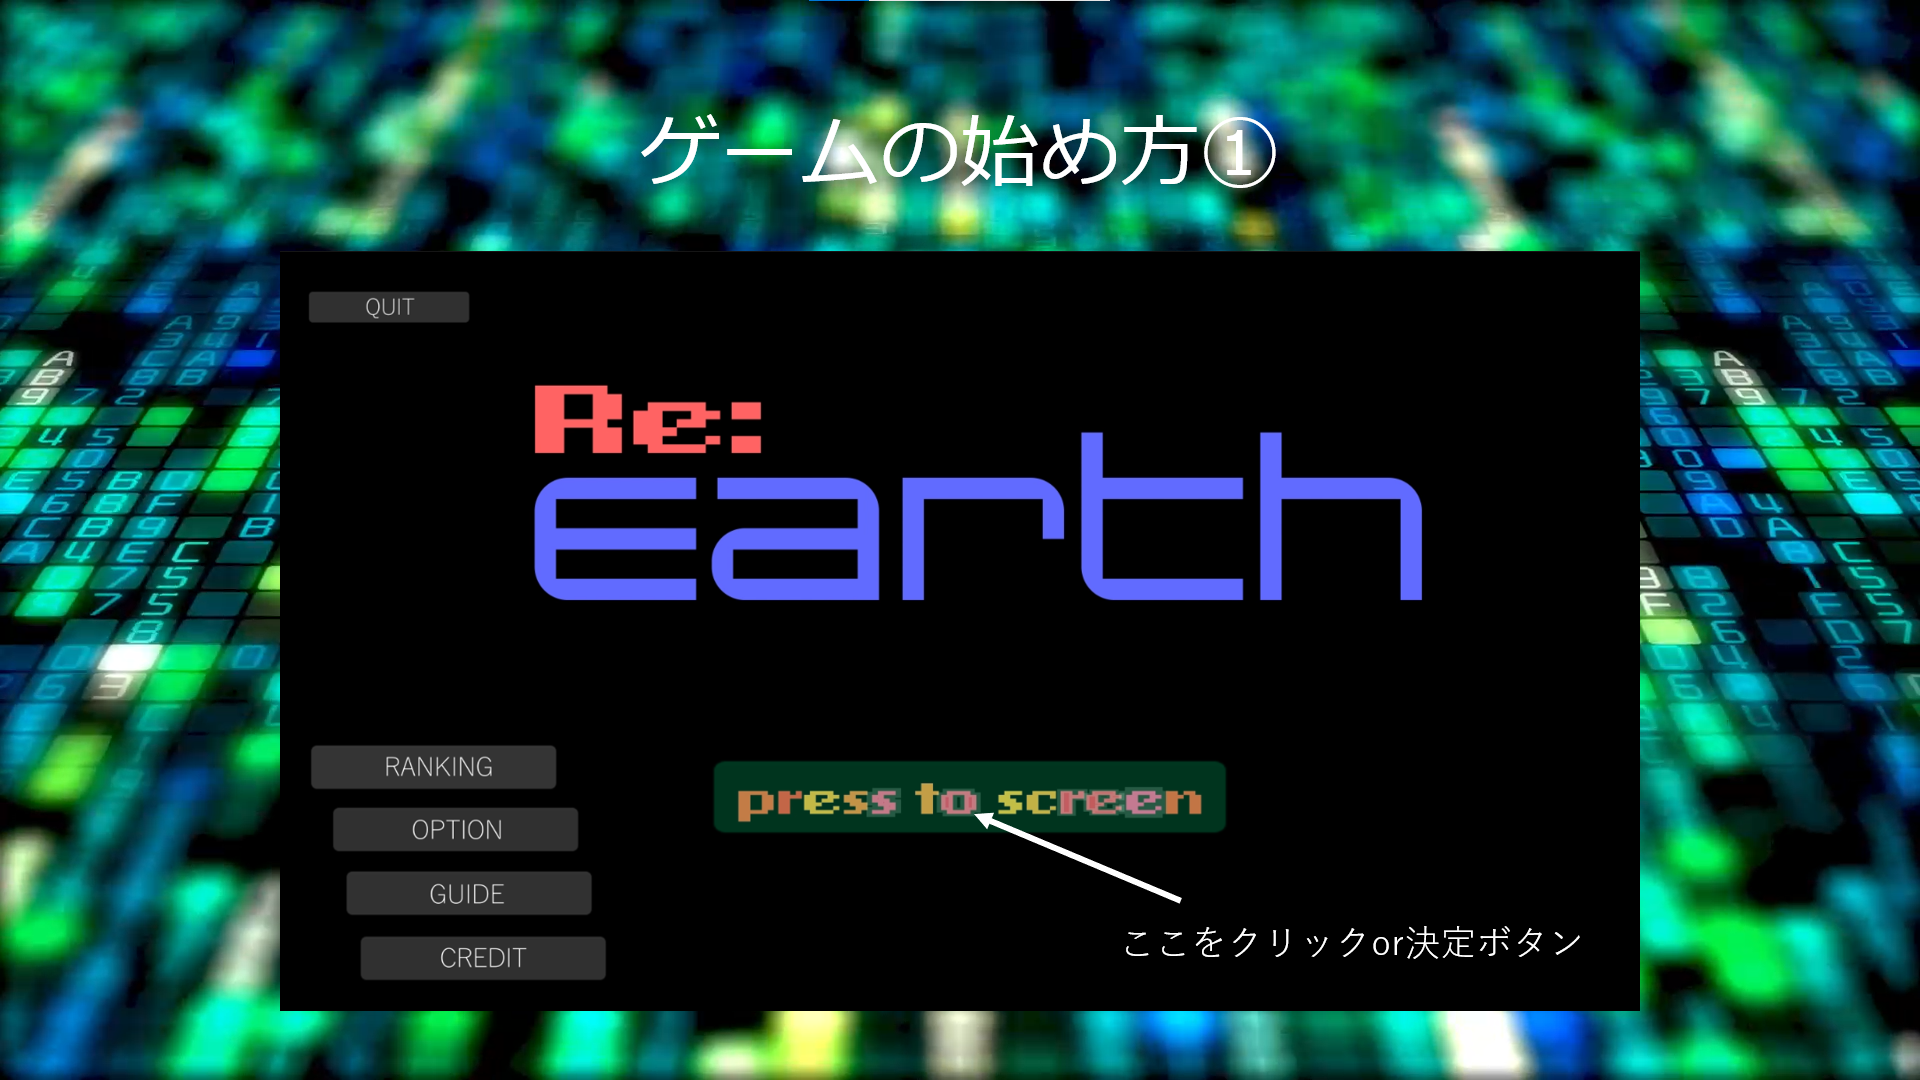 ゲームの始め方①
QUIT
Re:
earth
RANKING
press to screen
OPTION
GUIDE
ここをクリックor決定ボタン
CREDIT